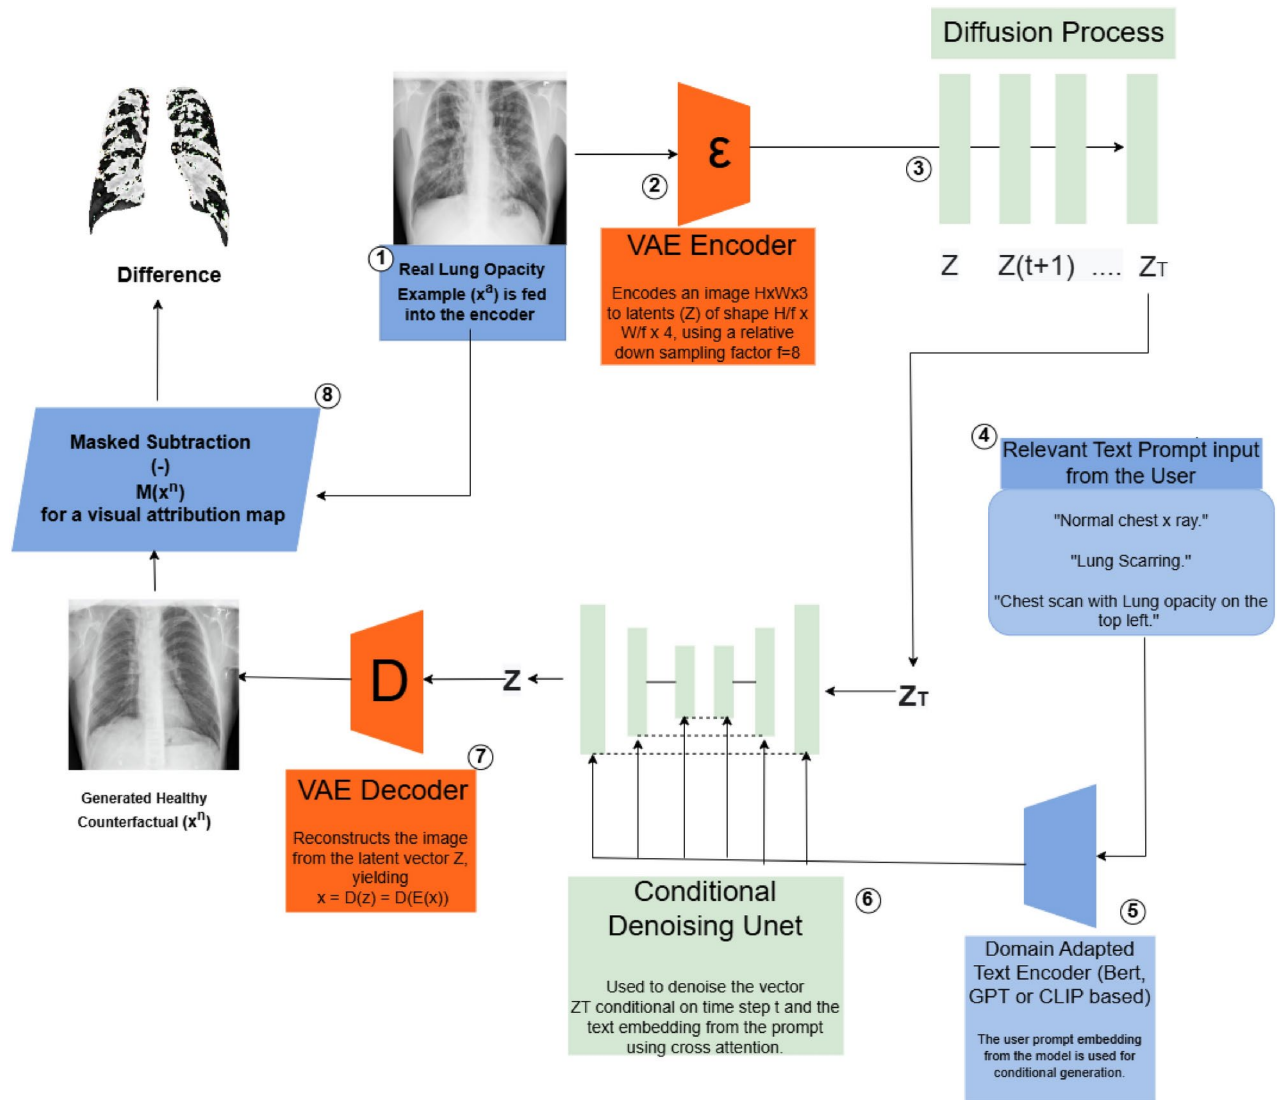 Diffusion Process
ε
2
3
VAE Encoder
Encodes an image HxWx3
to latents (Z) of shape H/f x
W/f x 4, using a relative
down sampling factor f=8
Z Z(t+1) .... ZT
1
Real Lung Opacity
Example (xᵃ) is fed
into the encoder
Difference
8
Masked Subtraction
(-)
M(xⁿ)
for a visual attribution map
4
Relevant Text Prompt input
from the User
"Normal chest x ray."
"Lung Scarring."
"Chest scan with Lung opacity on the
top left."
ZT
Z
D
7
VAE Decoder
Reconstructs the image
from the latent vector Z,
yielding
x = D(z) = D(E(x))
Generated Healthy
Counterfactual (xⁿ)
6
Conditional
Denoising Unet
Used to denoise the vector
ZT conditional on time step t and the
text embedding from the prompt
using cross attention.
5
Domain Adapted
Text Encoder (Bert,
GPT or CLIP based)
The user prompt embedding
from the model is used for
conditional generation.